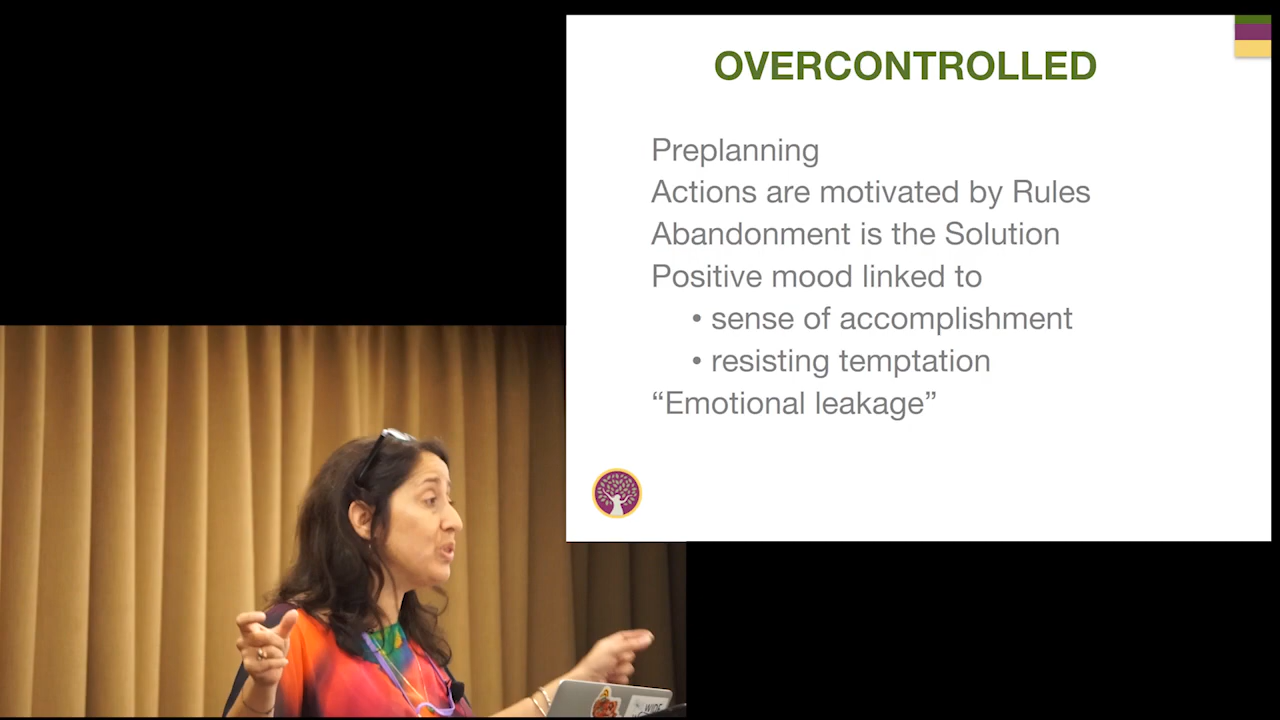 OVERCONTROLLED
Preplanning
Actions are motivated by Rules
Abandonment is the Solution
Positive mood linked to
• sense of accomplishment
• resisting temptation
“Emotional leakage”
WIDE